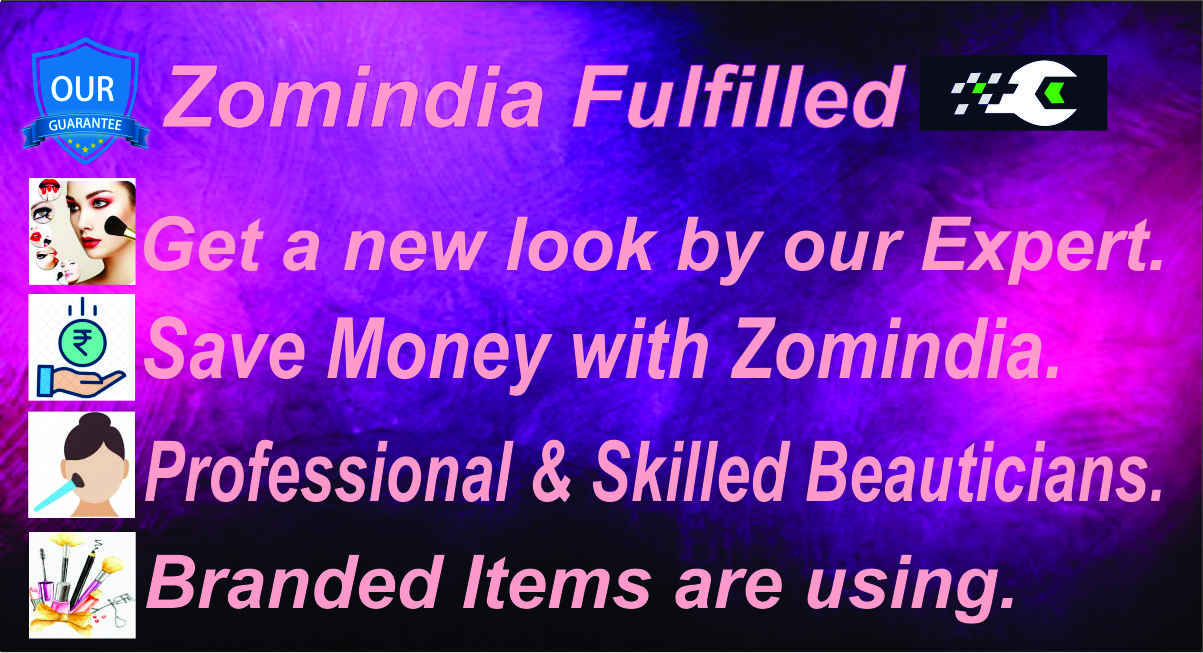 OUR
GUARANTEE
Zomindia Fulfilled
Get a new look by our Expert.
₹
Save Money with Zomindia.
Professional & Skilled Beauticians.
Branded Items are using.